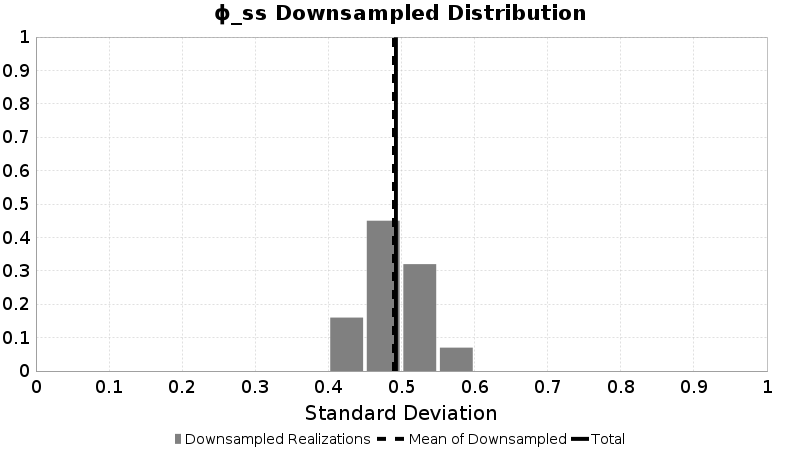 ϕ_ss Downsampled Distribution
1
0.9
0.8
0.7
0.6
0.5
0.4
0.3
0.2
0.1
0
0 0.1 0.2 0.3 0.4 0.5 0.6 0.7 0.8 0.9 1
Standard Deviation
Downsampled Realizations Mean of Downsampled Total